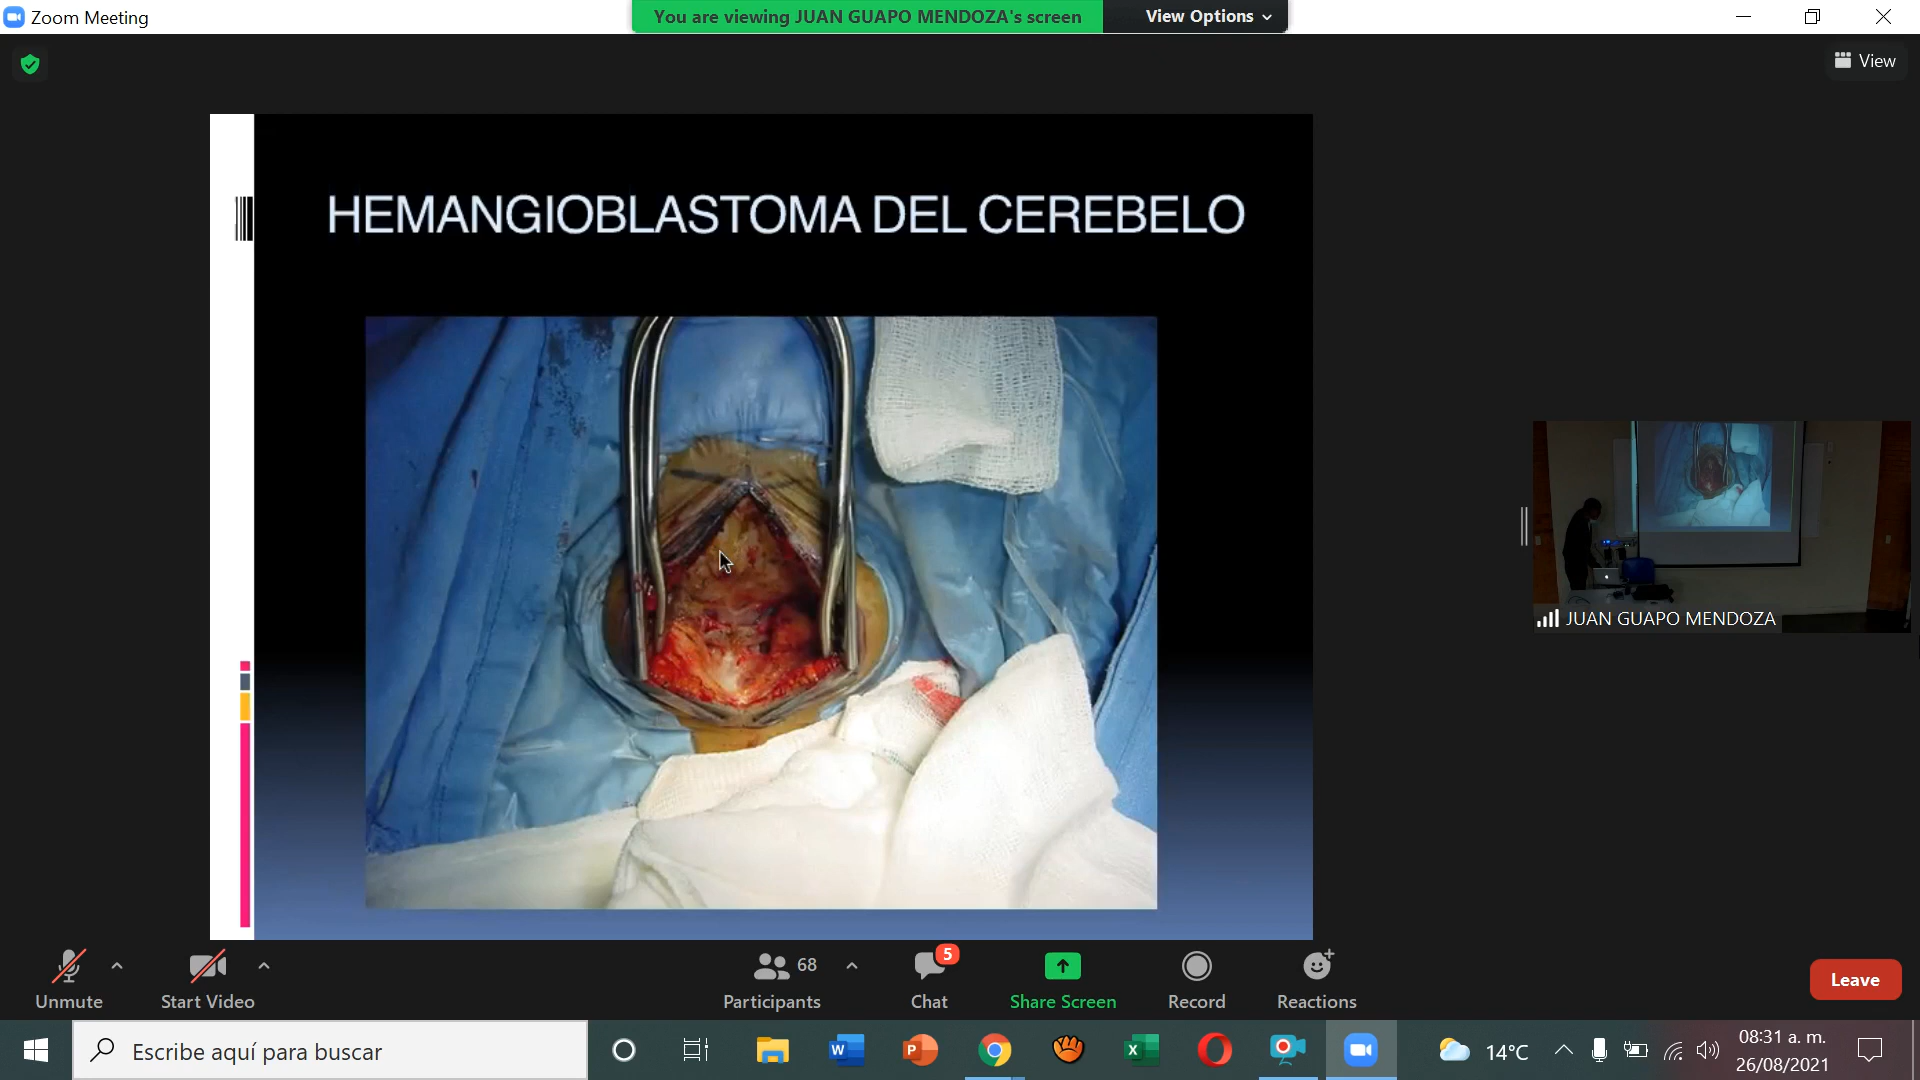 Zoom Meeting
You are viewing JUAN GUAPO MENDOZA's screen
View Options
View
HEMANGIOBLASTOMA DEL CEREBELO
JUAN GUAPO MENDOZA
Unmute
Start Video
68
Participants
5
Chat
Share Screen
Record
Reactions
Leave
Escribe aquí para buscar
W
P
X
14°C
08:31 a. m.
26/08/2021